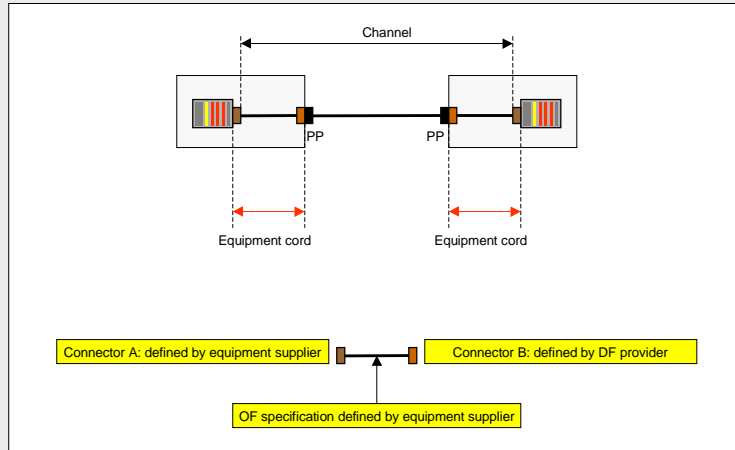 Channel
PP
PP
Equipment cord
Equipment cord
Connector A: defined by equipment supplier
Connector B: defined by DF provider
OF specification defined by equipment supplier